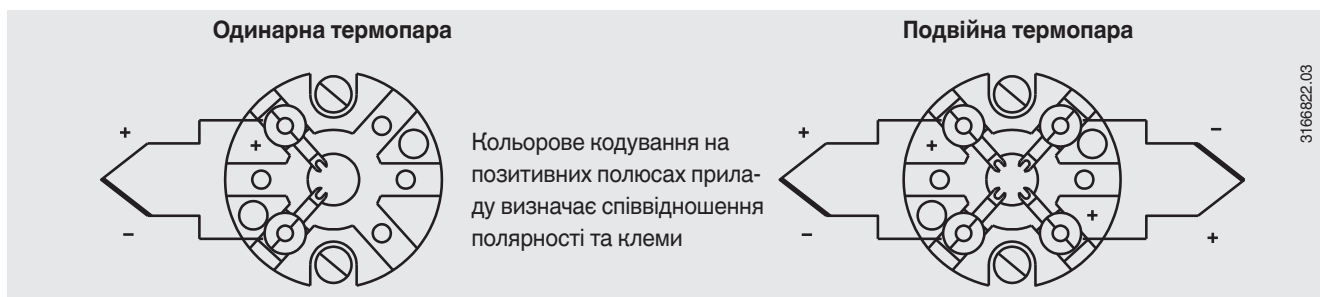 Одинарна термопара
Подвійна термопара
+
+
–
Кольорове кодування на
позитивних полюсах прила-
ду визначає співвідношення
полярності та клеми
+
+
–
–
+
+
3166822.03